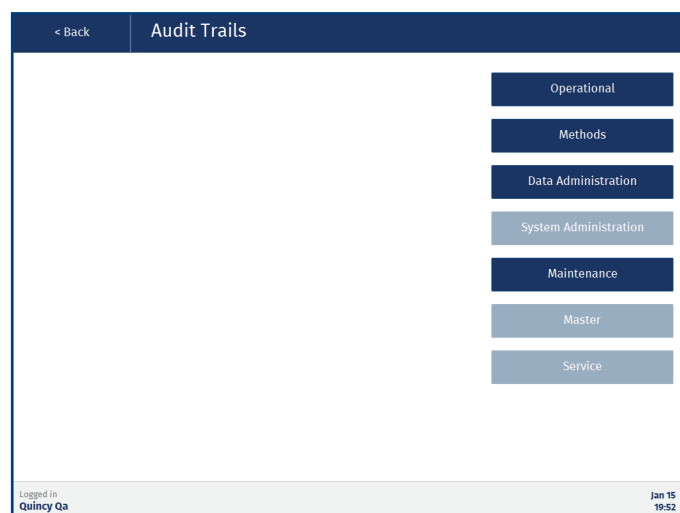 < Back
Audit Trails
Operational
Methods
Data Administration
System Administration
Maintenance
Master
Service
Logged in
Quincy Qa
Jan 15
19:52